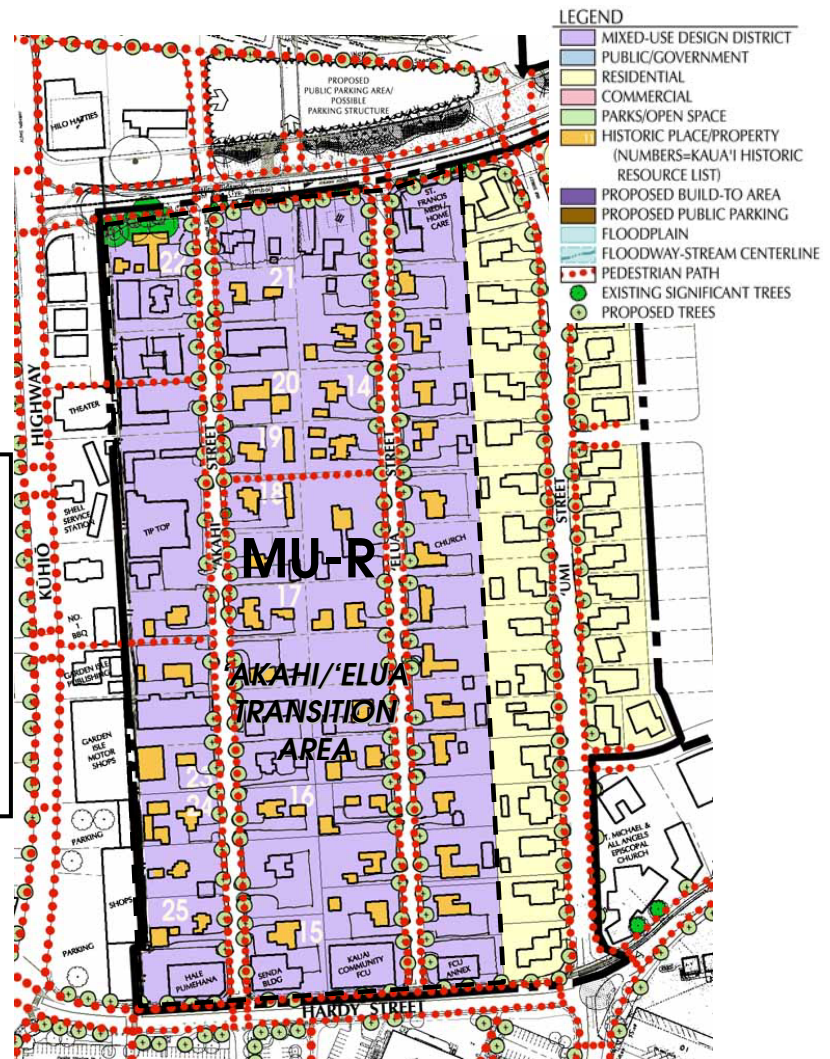 LEGEND
MIXED-USE DESIGN DISTRICT
PUBLIC/GOVERNMENT
RESIDENTIAL
COMMERCIAL
PARKS/OPEN SPACE
11 HISTORIC PLACE/PROPERTY
(NUMBERS=KAUA'I HISTORIC
RESOURCE LIST)
PROPOSED BUILD-TO AREA
PROPOSED PUBLIC PARKING
FLOODPLAIN
FLOODWAY-STREAM CENTERLINE
PEDESTRIAN PATH
EXISTING SIGNIFICANT TREES
PROPOSED TREES
PROPOSED
PUBLIC PARKING AREA/
POSSIBLE
PARKING STRUCTURE
HILO HATTIES
ST.
FRANCIS
MEDI/
HOME
CARE
22
21
20
14
19
18
17
23
24
16
25
15
THEATER
KŪHIŌ
HIGHWAY
'AKAHI
STREET
'ELUA
STREET
'UMI
STREET
SHELL
SERVICE
STATION
TIP TOP
CHURCH
MU-R
NO.
1
BBQ
GARDEN ISLE
PUBLISHING
'AKAHI/'ELUA
TRANSITION
AREA
GARDEN
ISLE
MOTOR
SHOPS
PARKING
SHOPS
PARKING
ST. MICHAEL &
ALL ANGELS
EPISCOPAL
CHURCH
HALE
PUMEHANA
SENDA
BLDG
KAUAI
COMMUNITY
FCU
FCU
ANNEX
HARDY STREET